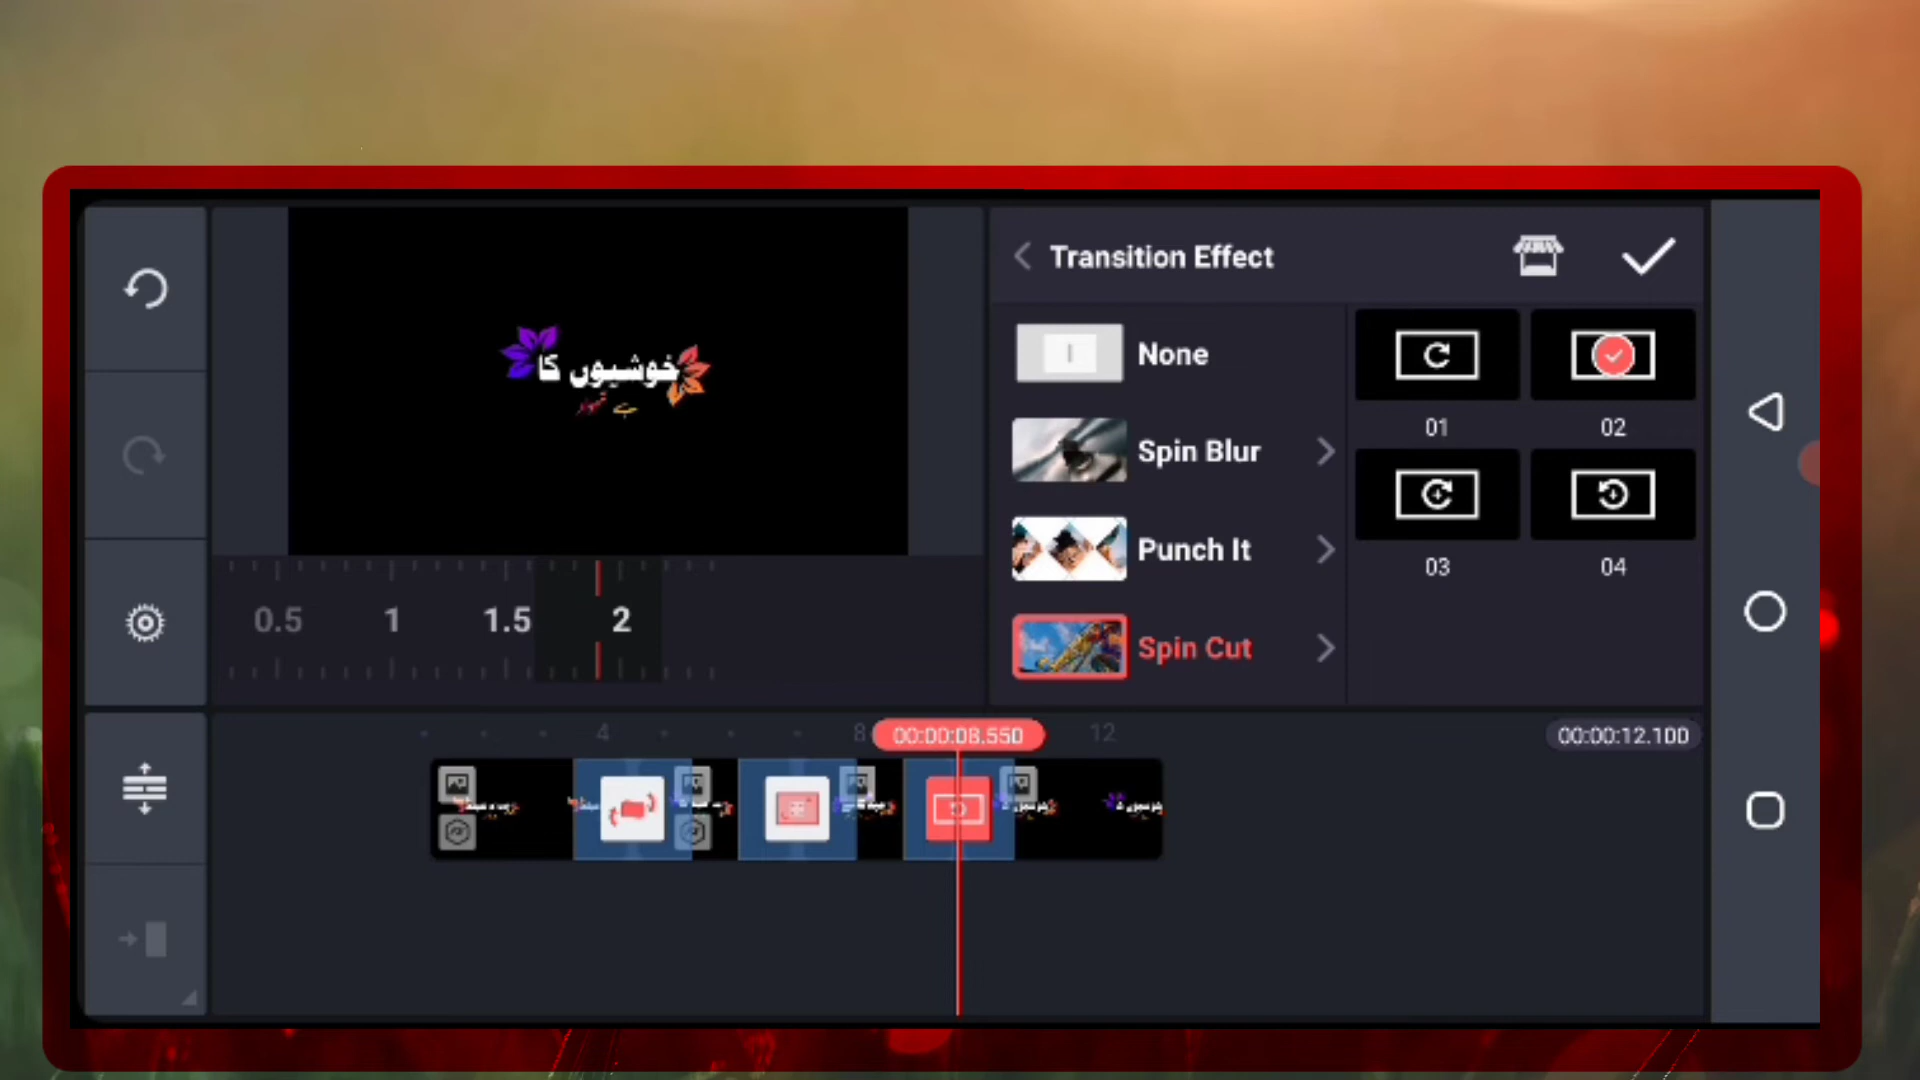 Transition Effect
خوشیوں کا
None
01
02
Spin Blur
Punch It
03
04
0.5
1
1.5
2
Spin Cut
4
8
00:00:08.550
12
00:00:12.100